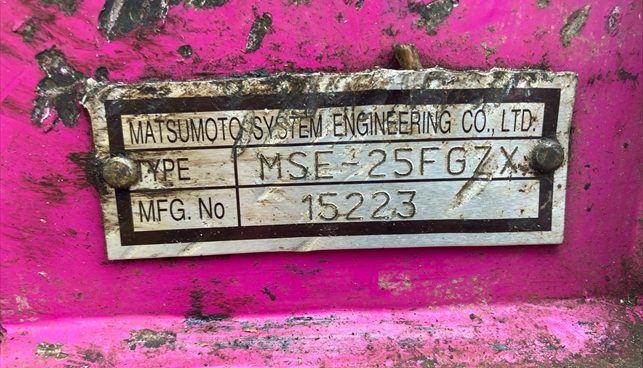 MATSUMOTO SYSTEM ENGINEERING CO., LTD.
TYPE MSE-25FGZX
MFG. No 15223